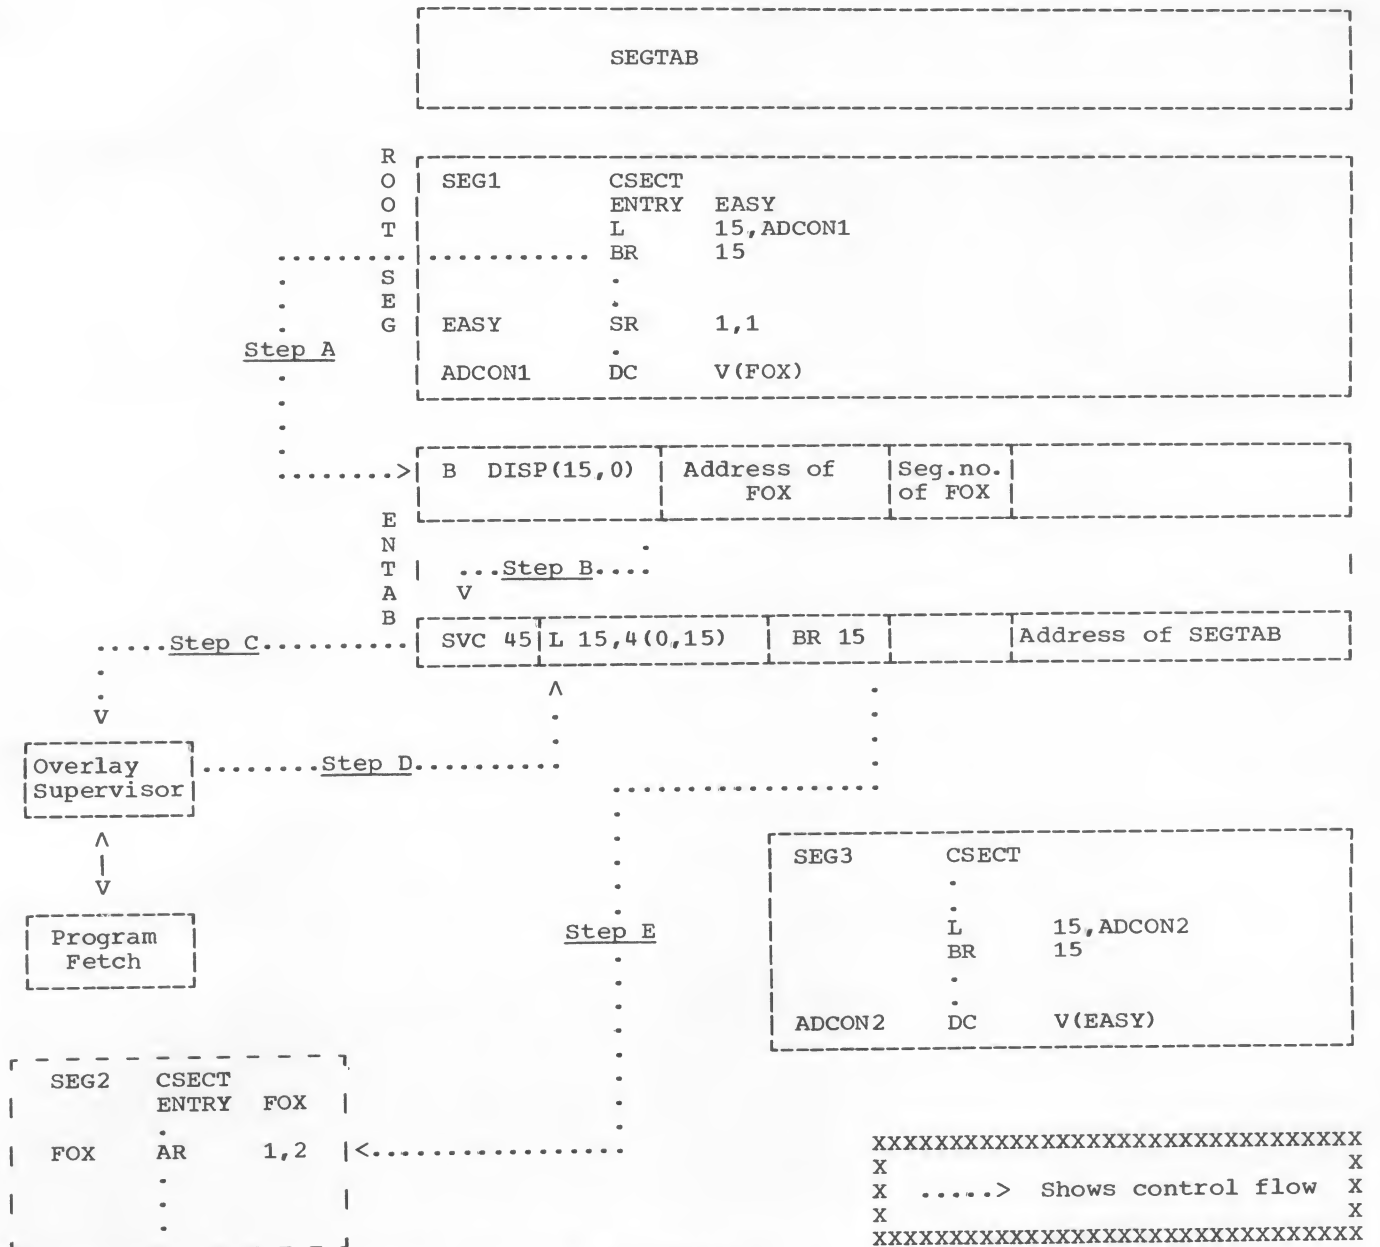 SEGTAB
ROOT SEG
SEG1 CSECT
ENTRY EASY
L 15,ADCON1
BR 15
EASY SR 1,1
ADCON1 DC V(FOX)
Step A
B DISP(15,0) Address of FOX Seg.no. of FOX
ENTAB
Step B
V
SVC 45 L 15,4(0,15) BR 15 Address of SEGTAB
Step C
V
Overlay
Supervisor
Step D
V
Program
Fetch
Step E
SEG3 CSECT
L 15,ADCON2
BR 15
ADCON2 DC V(EASY)
SEG2 CSECT
ENTRY FOX
FOX AR 1,2
XXXXXXXXXXXXXXXXXXXXXXXXXXXXXXXX
X X
X .....> Shows control flow X
X X
XXXXXXXXXXXXXXXXXXXXXXXXXXXXXXXX